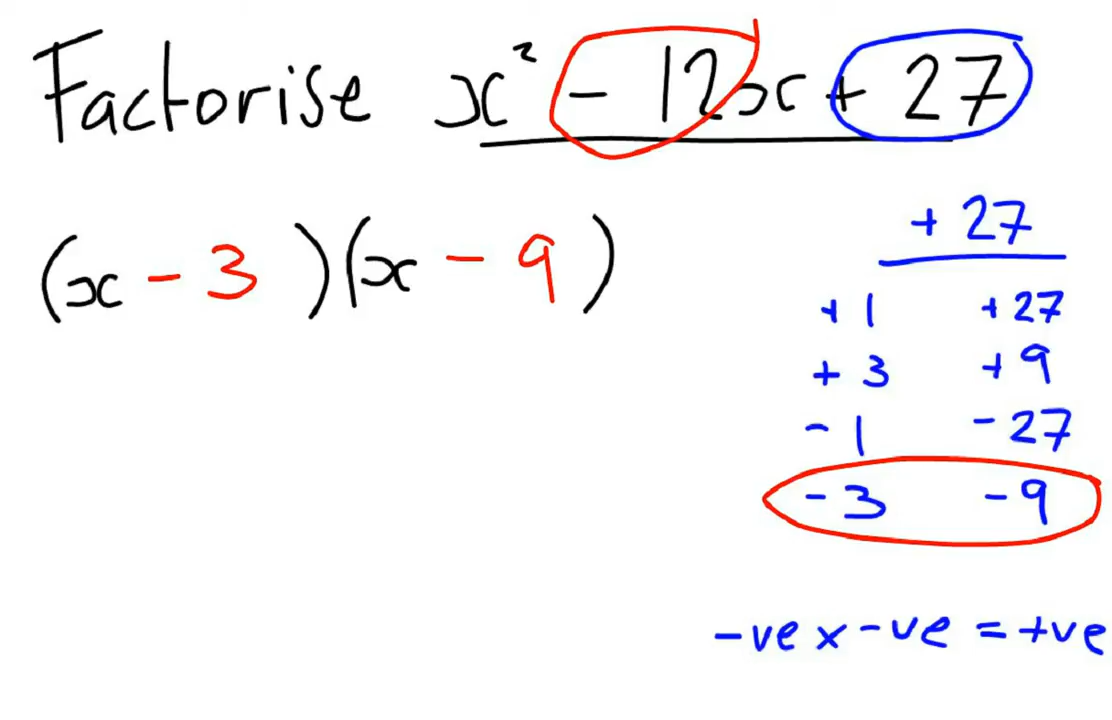 Factorise x² - 12x + 27
(x - 3)(x - 9)
+ 27
+ 1 + 27
+ 3 + 9
- 1 - 27
- 3 - 9
-ve x -ve = +ve